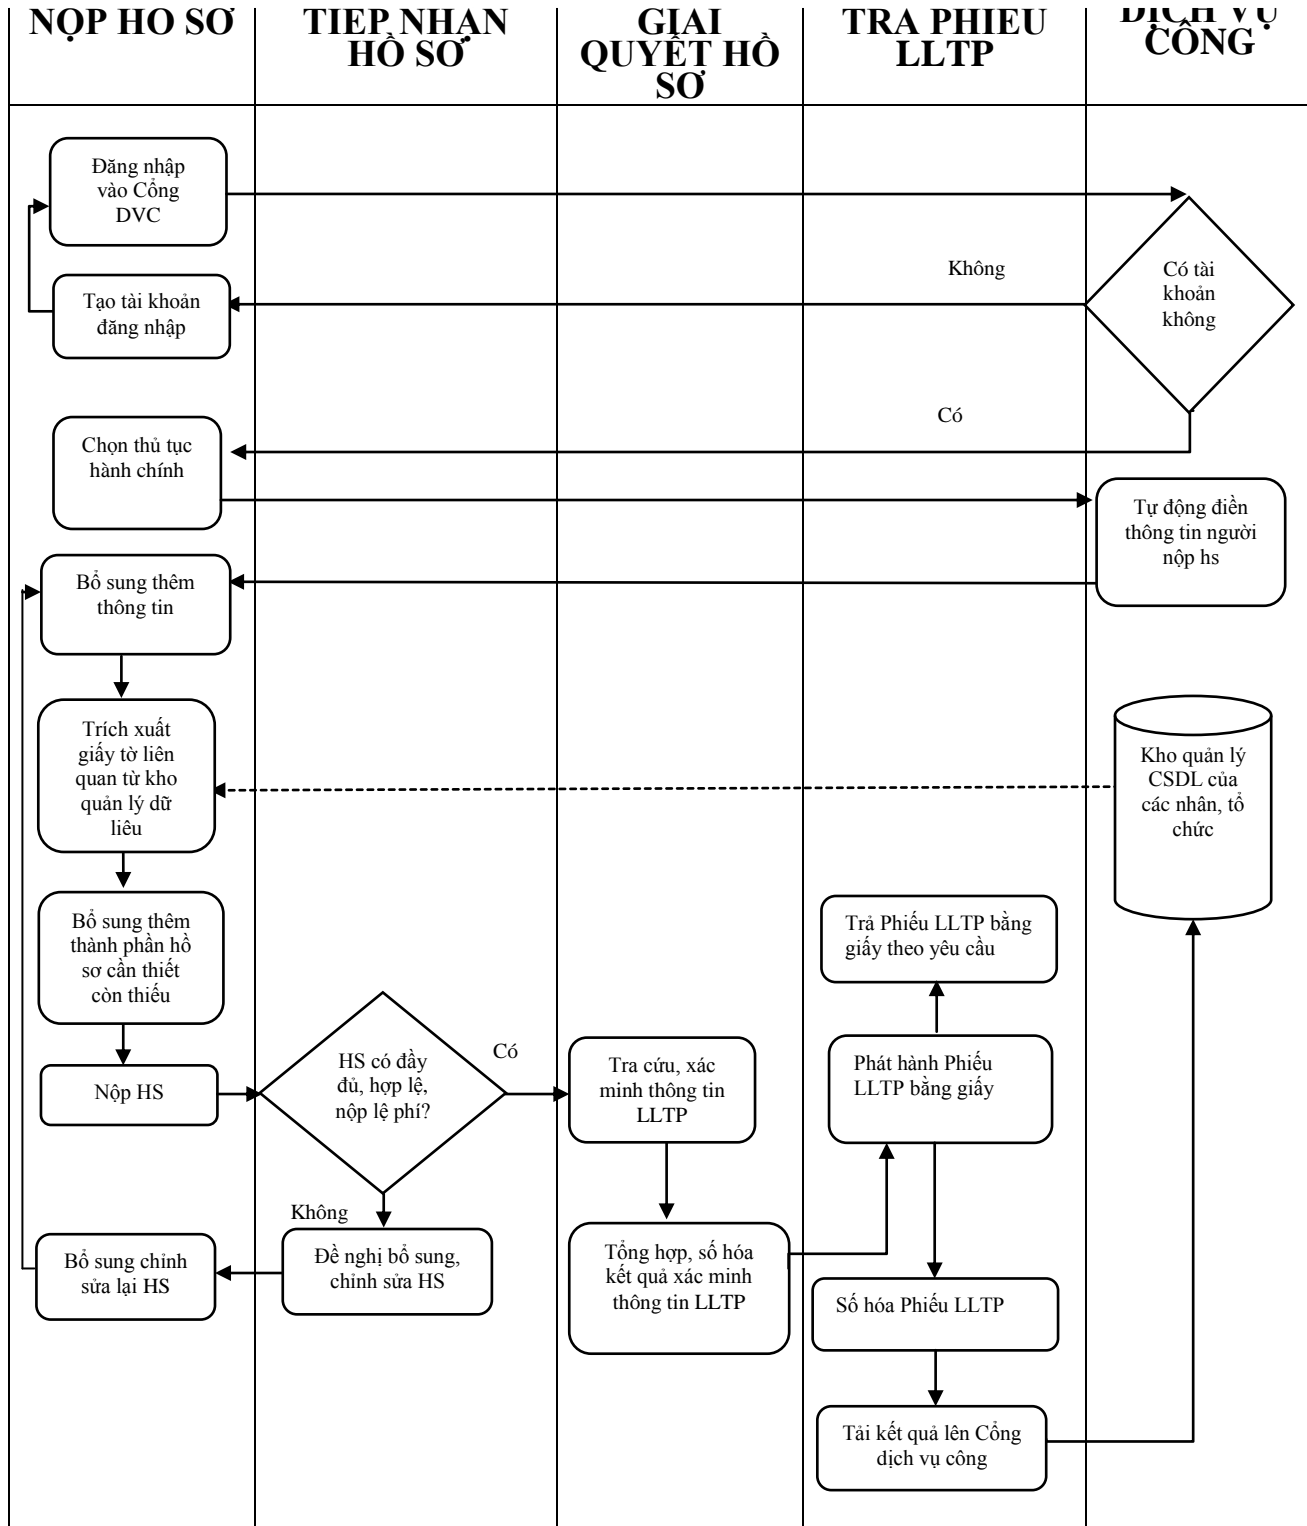 NỘP HO SƠ
TIEP NHẠN
HỒ SƠ
GIAI
QUYẾT HỒ
SƠ
TRA PHIEU
LLTP
DỊCH VỤ
CÔNG
Đăng nhập
vào Cổng
DVC
Không
Có tài
khoản
không
Tạo tài khoản
đăng nhập
Có
Chọn thủ tục
hành chính
Tự động điền
thông tin người
nộp hs
Bổ sung thêm
thông tin
Trích xuất
giấy tờ liên
quan từ kho
quản lý dữ
liêu
Kho quản lý
CSDL của
các nhân, tổ
chức
Bổ sung thêm
thành phần hồ
sơ cần thiết
còn thiếu
Trả Phiếu LLTP bằng
giấy theo yêu cầu
Nộp HS
HS có đầy
đủ, hợp lệ,
nộp lệ phí?
Có
Tra cứu, xác
minh thông tin
LLTP
Phát hành Phiếu
LLTP bằng giấy
Không
Bổ sung chỉnh
sửa lại HS
Đề nghị bổ sung,
chỉnh sửa HS
Tổng hợp, số hóa
kết quả xác minh
thông tin LLTP
Số hóa Phiếu LLTP
Tải kết quả lên Cổng
dịch vụ công